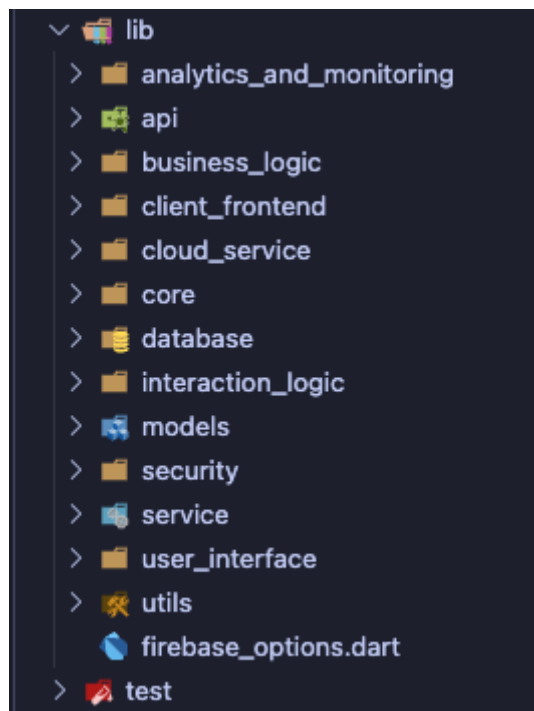 lib
analytics_and_monitoring
api
business_logic
client_frontend
cloud_service
core
database
interaction_logic
models
security
service
user_interface
utils
firebase_options.dart
test